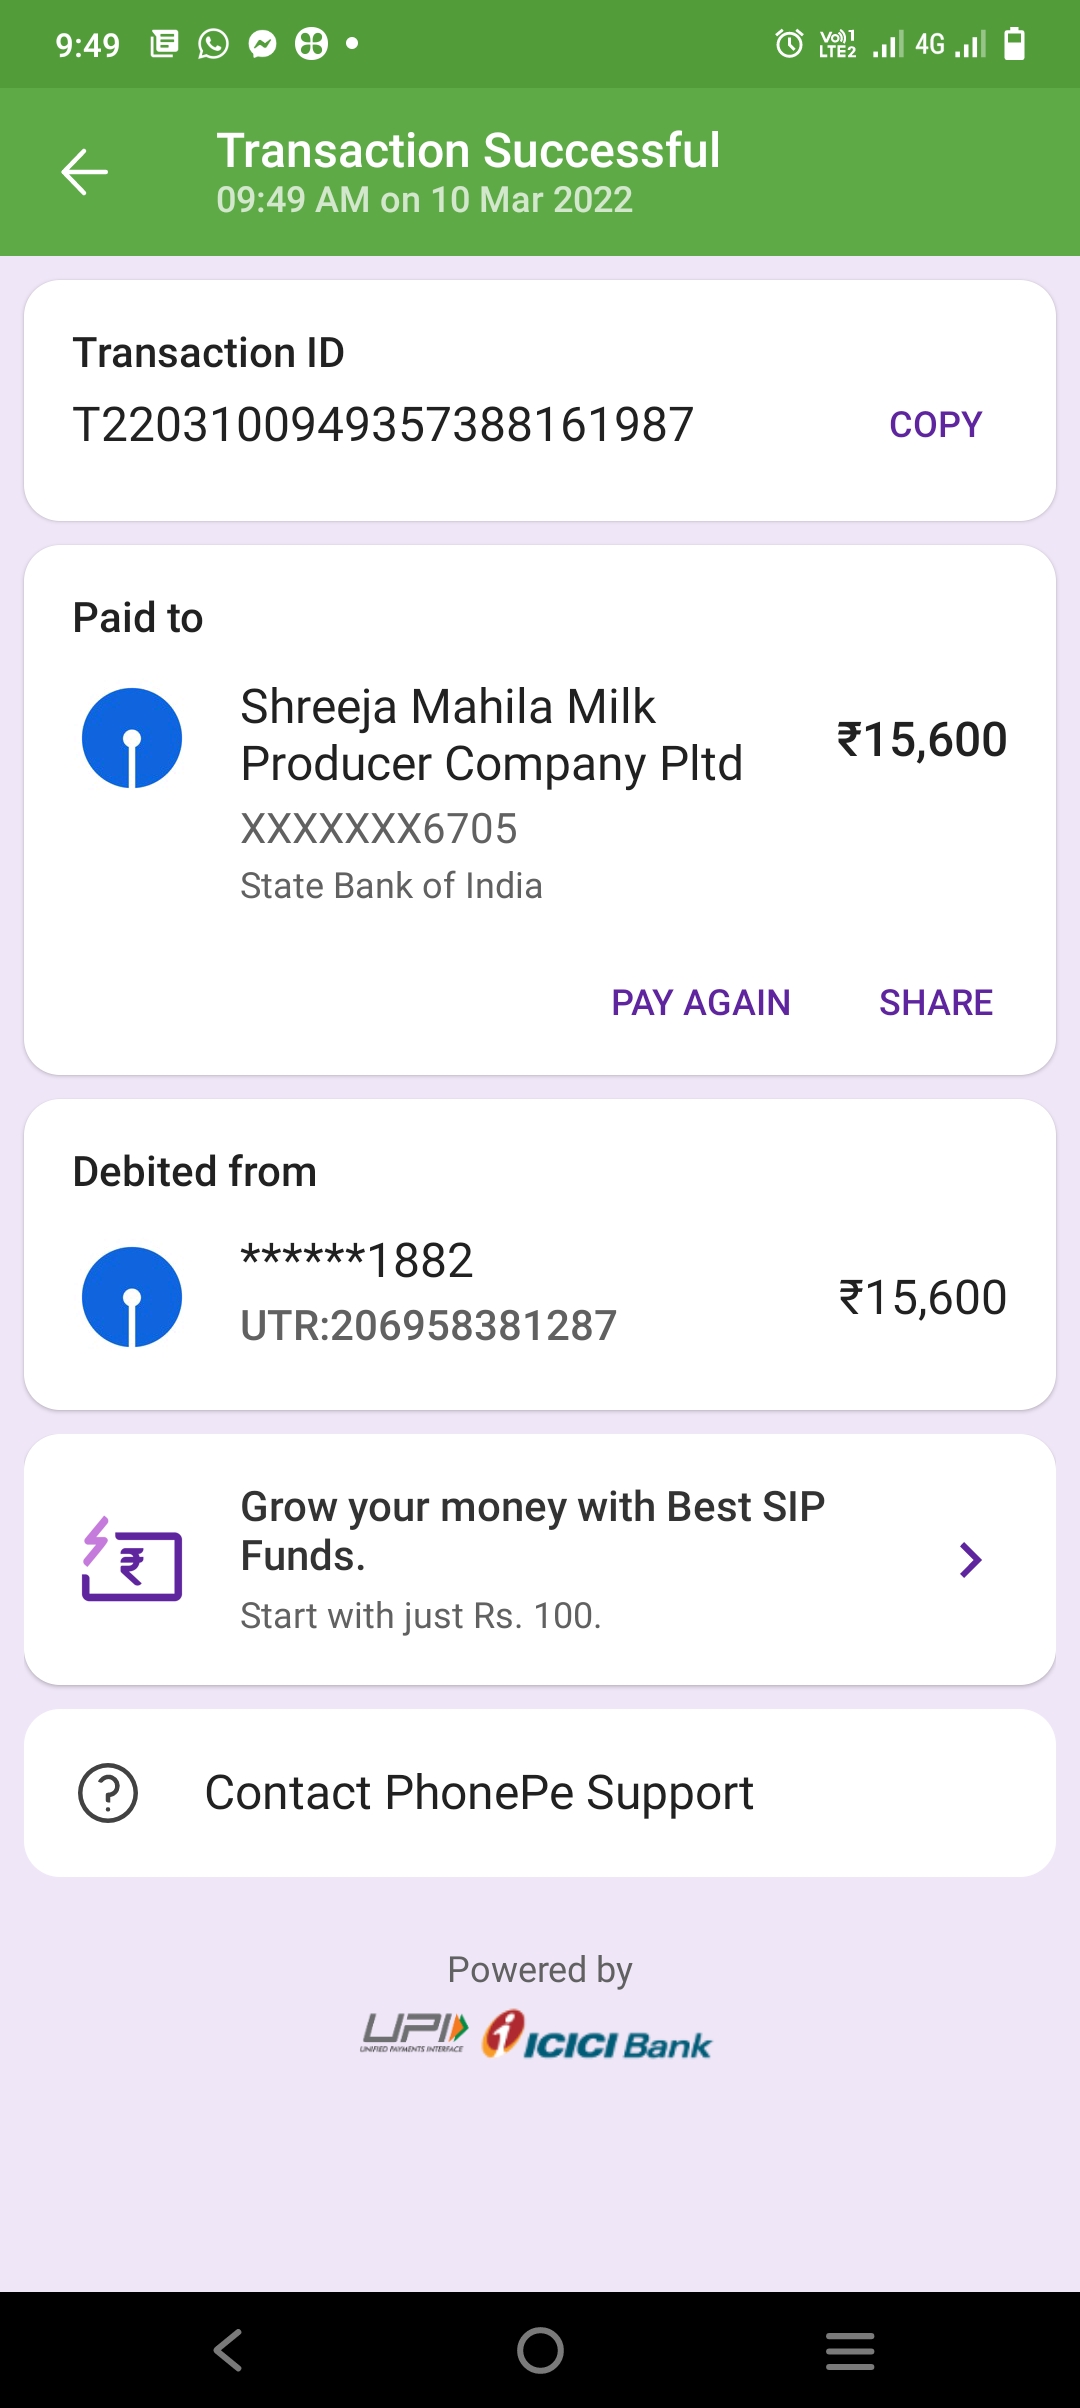 9:49
Vo))1
LTE2
4G
Transaction Successful
09:49 AM on 10 Mar 2022
Transaction ID
T2203100949357388161987
COPY
Paid to
Shreeja Mahila Milk
Producer Company Pltd
₹15,600
XXXXXXX6705
State Bank of India
PAY AGAIN
SHARE
Debited from
******1882
₹15,600
UTR:206958381287
Grow your money with Best SIP
Funds.
Start with just Rs. 100.
Contact PhonePe Support
Powered by
UPI
UNIFIED PAYMENTS INTERFACE
ICICI Bank